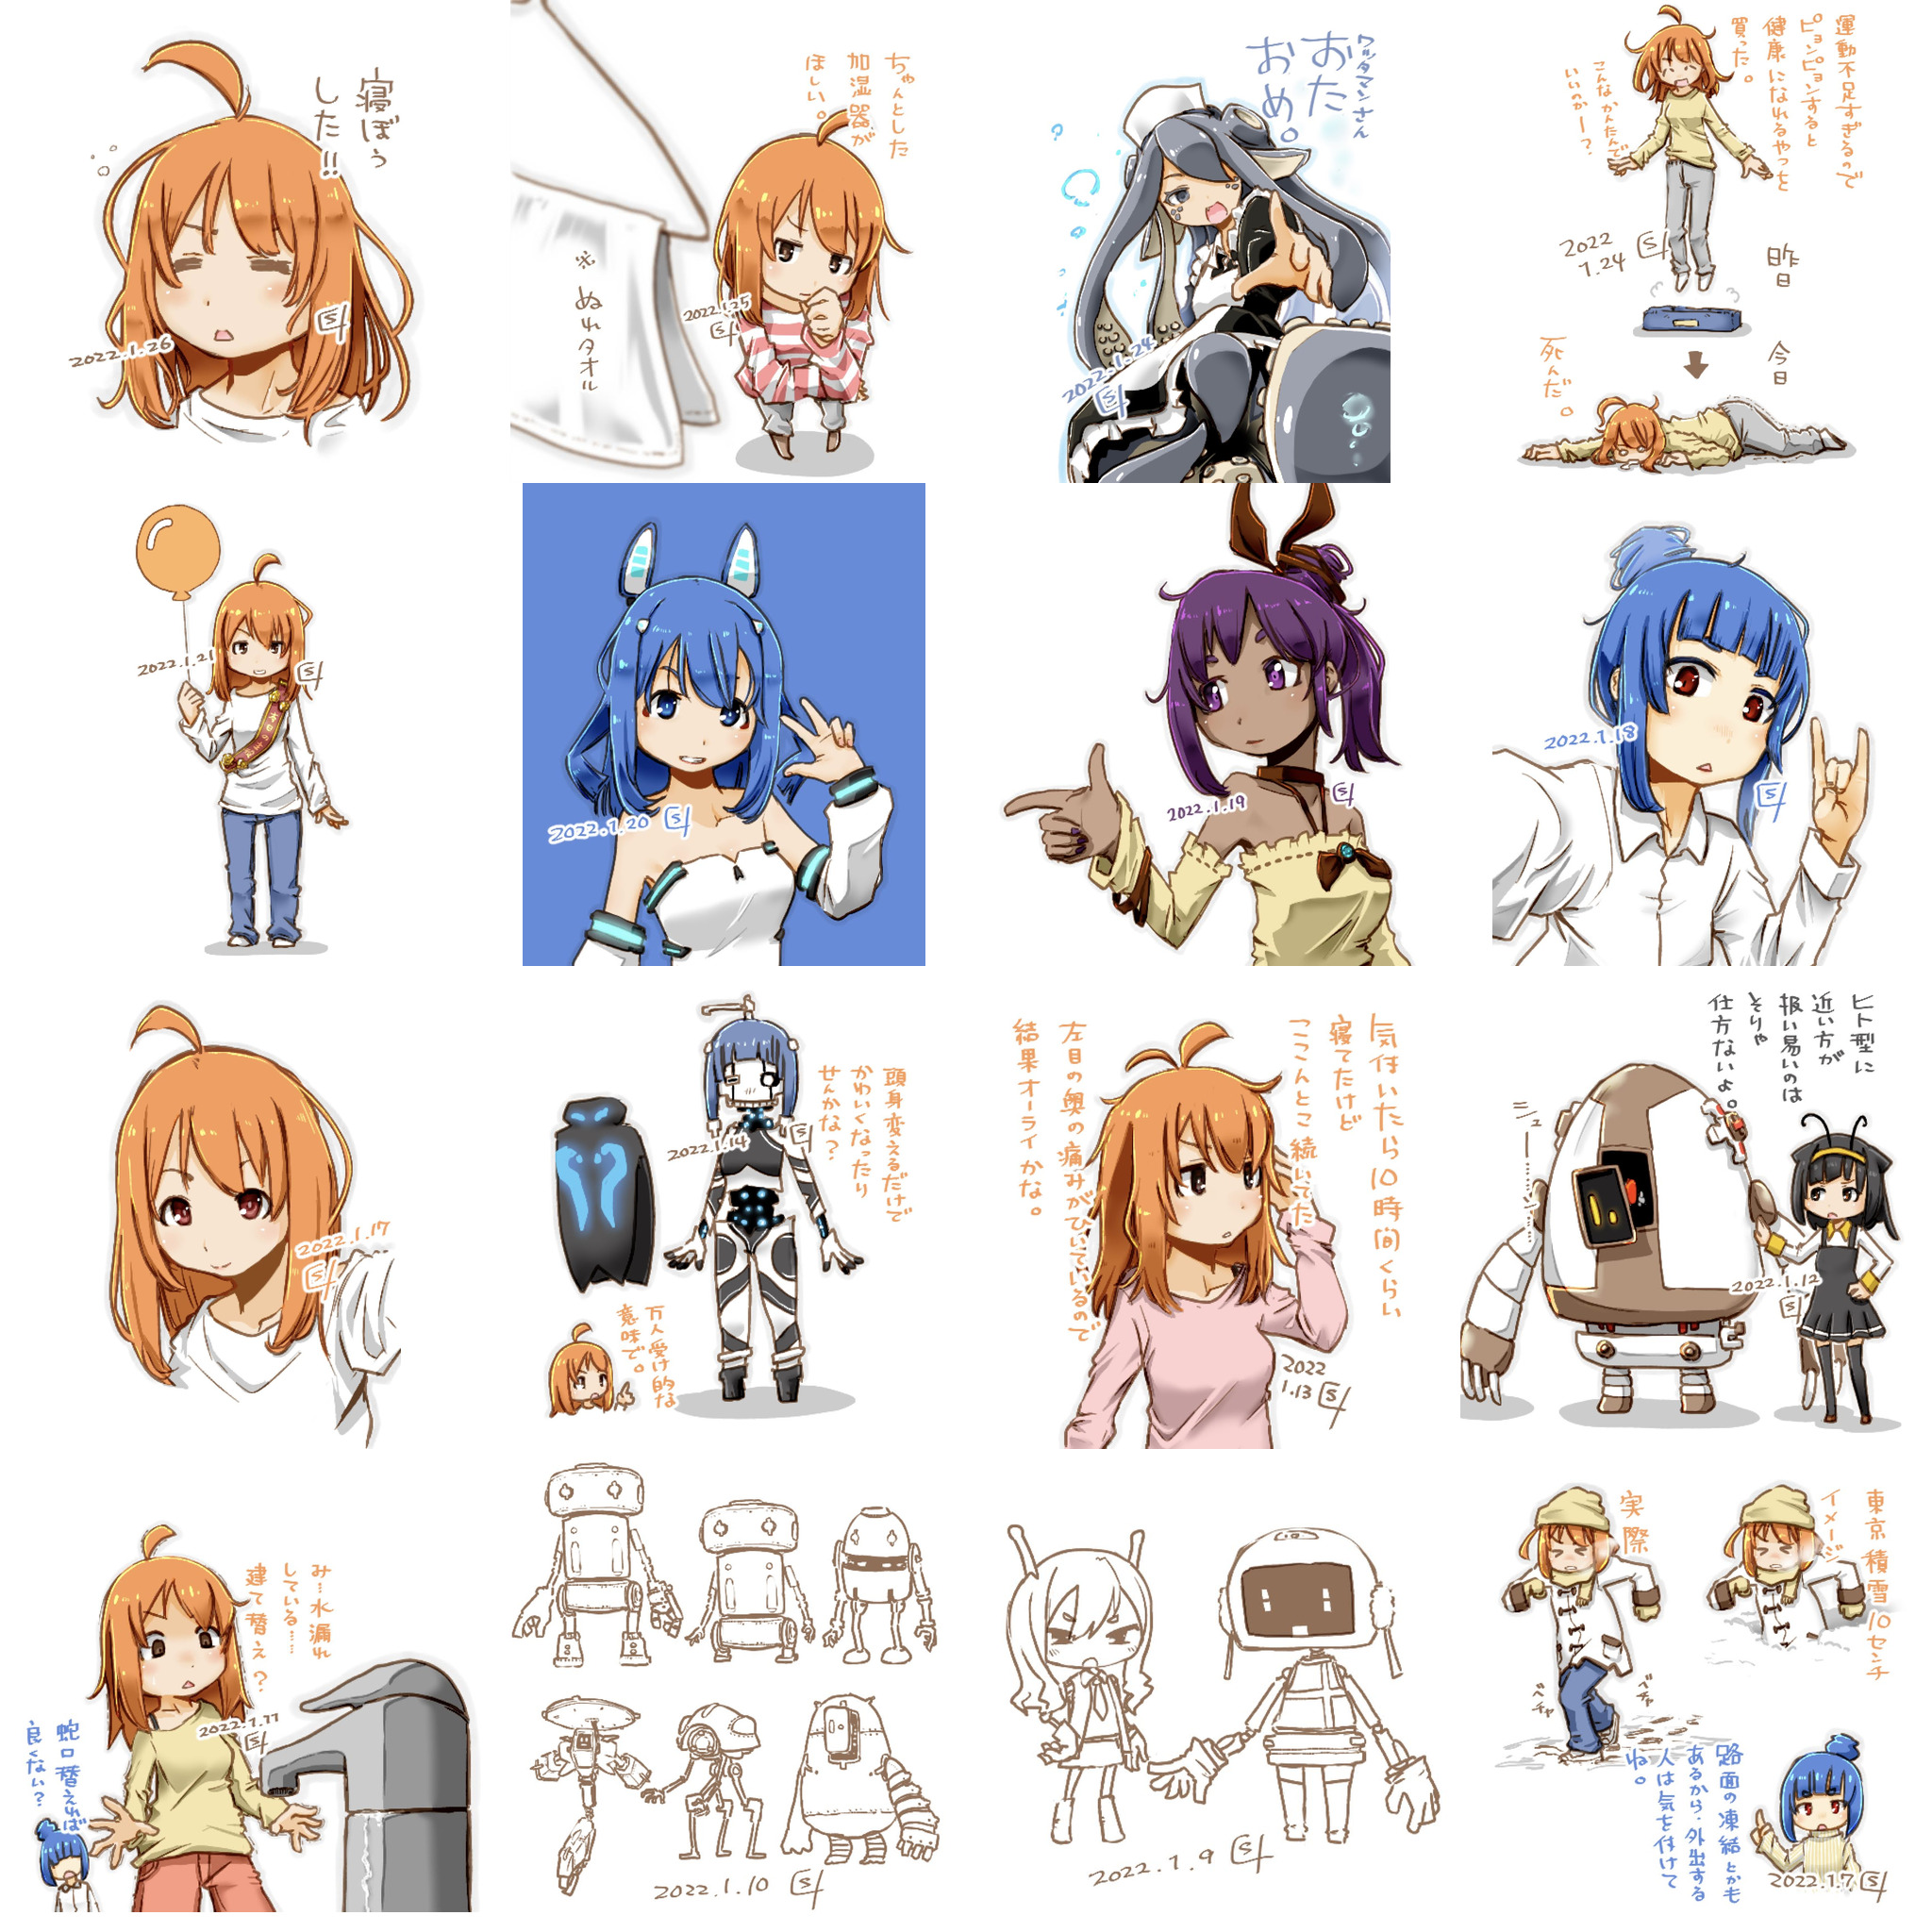 寝ぼう
した!!
2022.1.26
ちゃんとした
加湿器が
ほしい。
※ぬれタオル
2022.1.25
ワッタマンさん
おた
おめ。
2022.1.24
運動不足すぎるので
ピョンピョンすると
健康になれるやつを
買った。
こんなかんたんで
いいのかー?
2022
1.24
昨日
今日
死んだ。
2022.1.21
2022.1.20
2022.1.19
2022.1.18
2022.1.17
頭身変えるだけで
かわいくなったり
せんかな?
2022.1.14
万人受け的な
意味で。
気付いたら10時間くらい
寝てたけど
ここんとこ続いてた
左目の奥の痛みがひいているので
結果オーライかな。
2022
1.13
ヒト型に
近い方が
扱い易いのは
そりゃ
仕方ないよ。
2022.1.12
み…水漏れ
している……
建て替え?
2022.1.11
蛇口替えれば
良くない?
2022.1.10
2022.1.9
東京積雪10センチ
イメージ
実際
ベチャ
ベチャ
路面の凍結とかも
あるから、外出する
人は気を付けて
ね。
2022.1.7